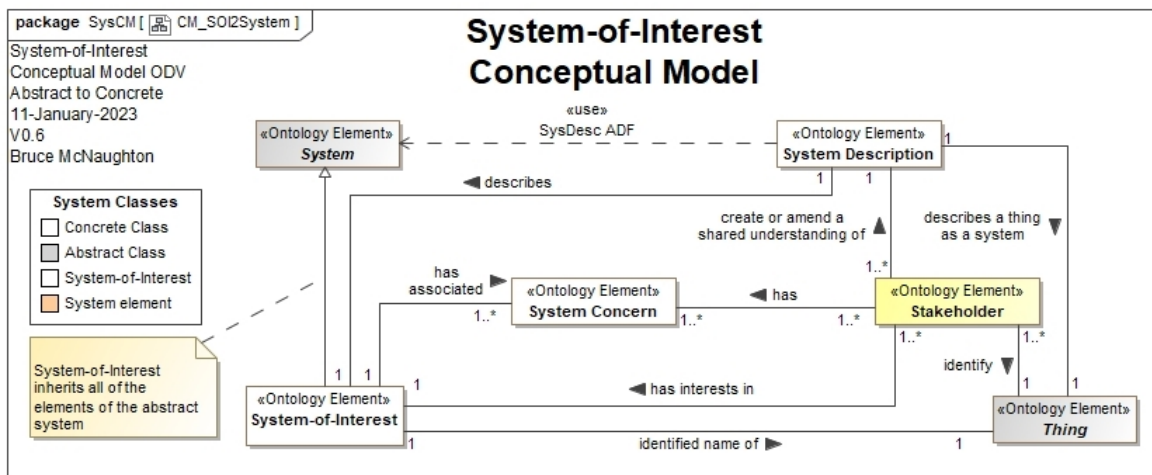 package SysCM [ CM_SOI2System ]
System-of-Interest
Conceptual Model ODV
Abstract to Concrete
11-January-2023
V0.6
Bruce McNaughton
System-of-Interest
Conceptual Model
«use»
SysDesc ADF
«Ontology Element»
System
«Ontology Element»
System Description
1
1
1
describes
System Classes
Concrete Class
Abstract Class
System-of-Interest
System element
create or amend a
shared understanding of
describes a thing
as a system
1..*
has
associated
1..*
«Ontology Element»
System Concern
1..*
has
1..*
«Ontology Element»
Stakeholder
1..*
1..*
identify
System-of-Interest
inherits all of the
elements of the abstract
system
1
1
1
has interests in
1
1
«Ontology Element»
System-of-Interest
1
identified name of
1
«Ontology Element»
Thing